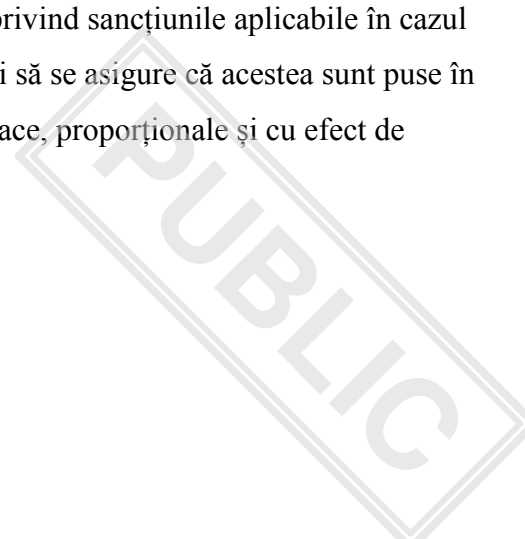 privind sancțiunile aplicabile în cazul
i să se asigure că acestea sunt puse în
ace, proporționale și cu efect de
PUBLIC